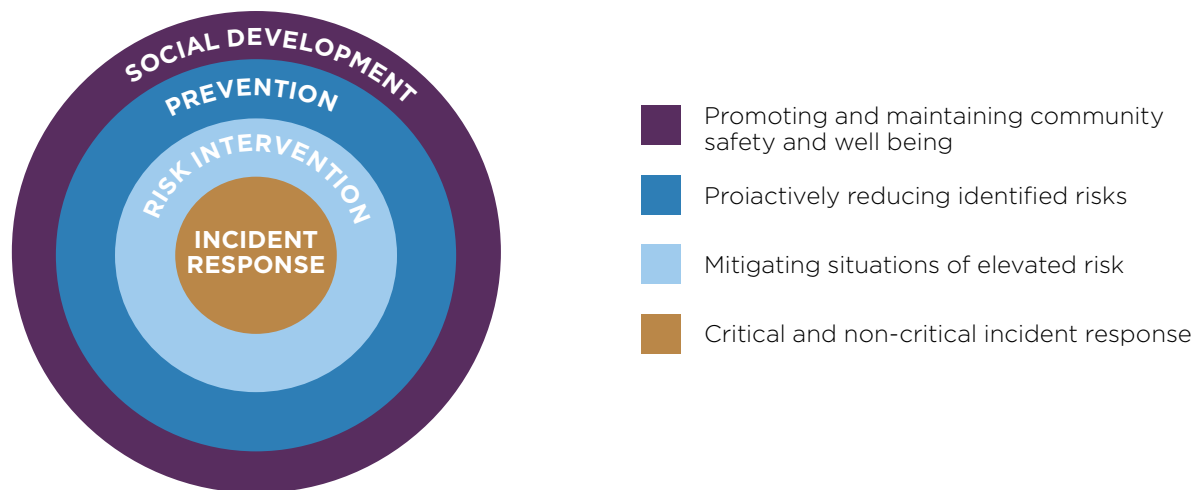 SOCIAL DEVELOPMENT
PREVENTION
RISK INTERVENTION
INCIDENT
RESPONSE
Promoting and maintaining community
safety and well being
Proiactively reducing identified risks
Mitigating situations of elevated risk
Critical and non-critical incident response